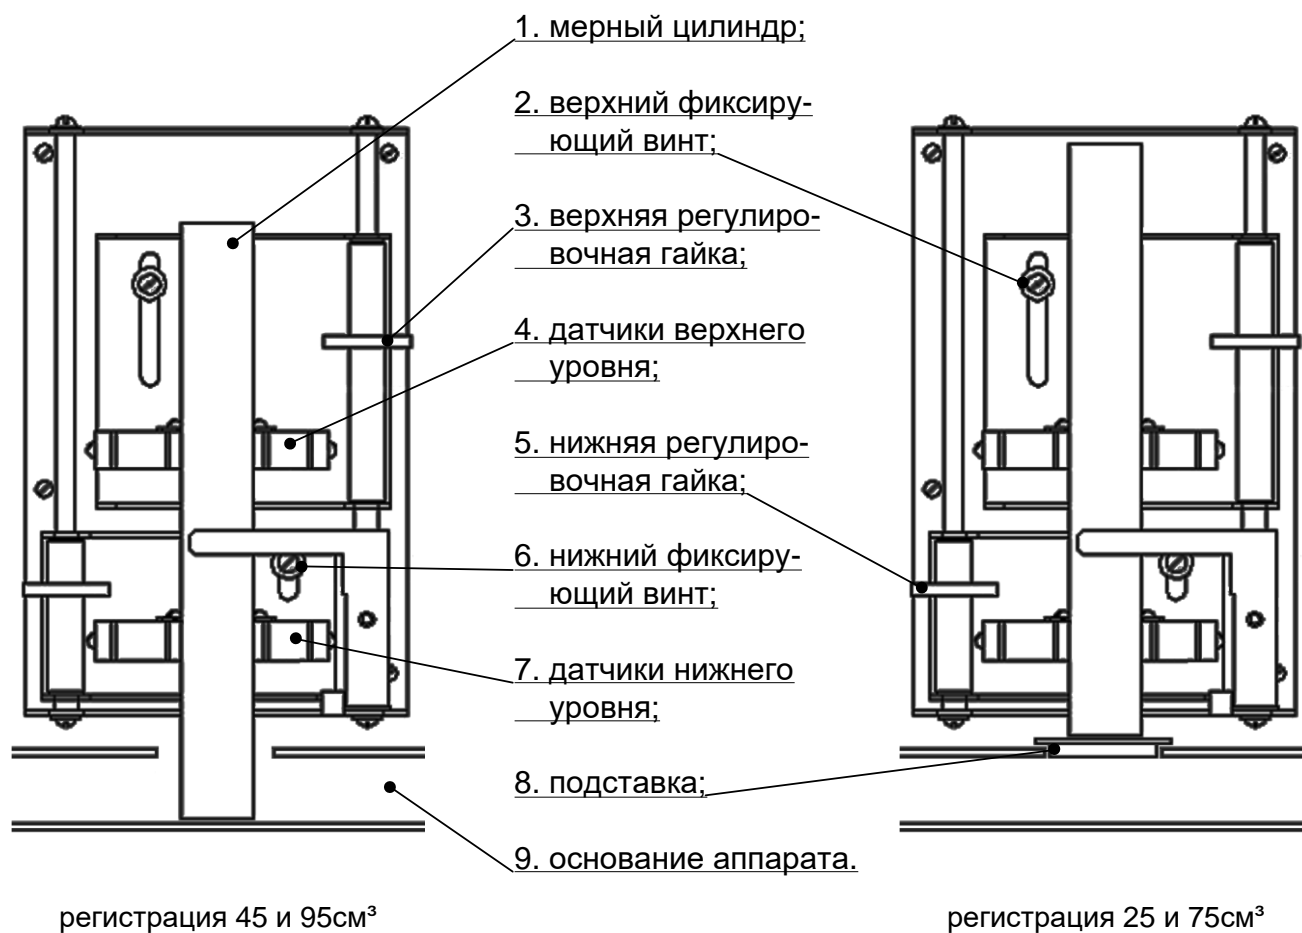 1. мерный цилиндр;
2. верхний фиксиру-
ющий винт;
3. верхняя регулиро-
вочная гайка;
4. датчики верхнего
уровня;
5. нижняя регулиро-
вочная гайка;
6. нижний фиксиру-
ющий винт;
7. датчики нижнего
уровня;
8. подставка;
9. основание аппарата.
регистрация 45 и 95см³
регистрация 25 и 75см³